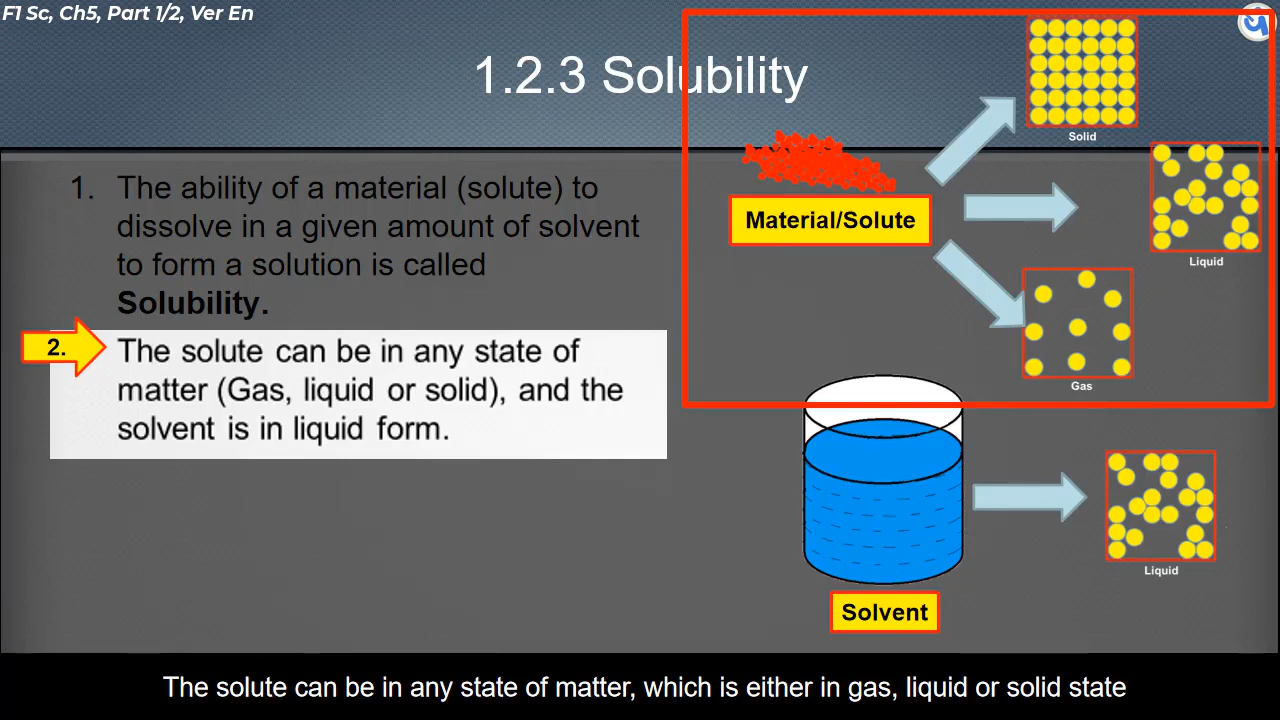 F1 Sc, Ch5, Part 1/2, Ver En
1.2.3 Solubility
1. The ability of a material (solute) to
dissolve in a given amount of solvent
to form a solution is called
Solubility.
2. The solute can be in any state of
matter (Gas, liquid or solid), and the
solvent is in liquid form.
Material/Solute
Solid
Liquid
Gas
Solvent
Liquid
The solute can be in any state of matter, which is either in gas, liquid or solid state